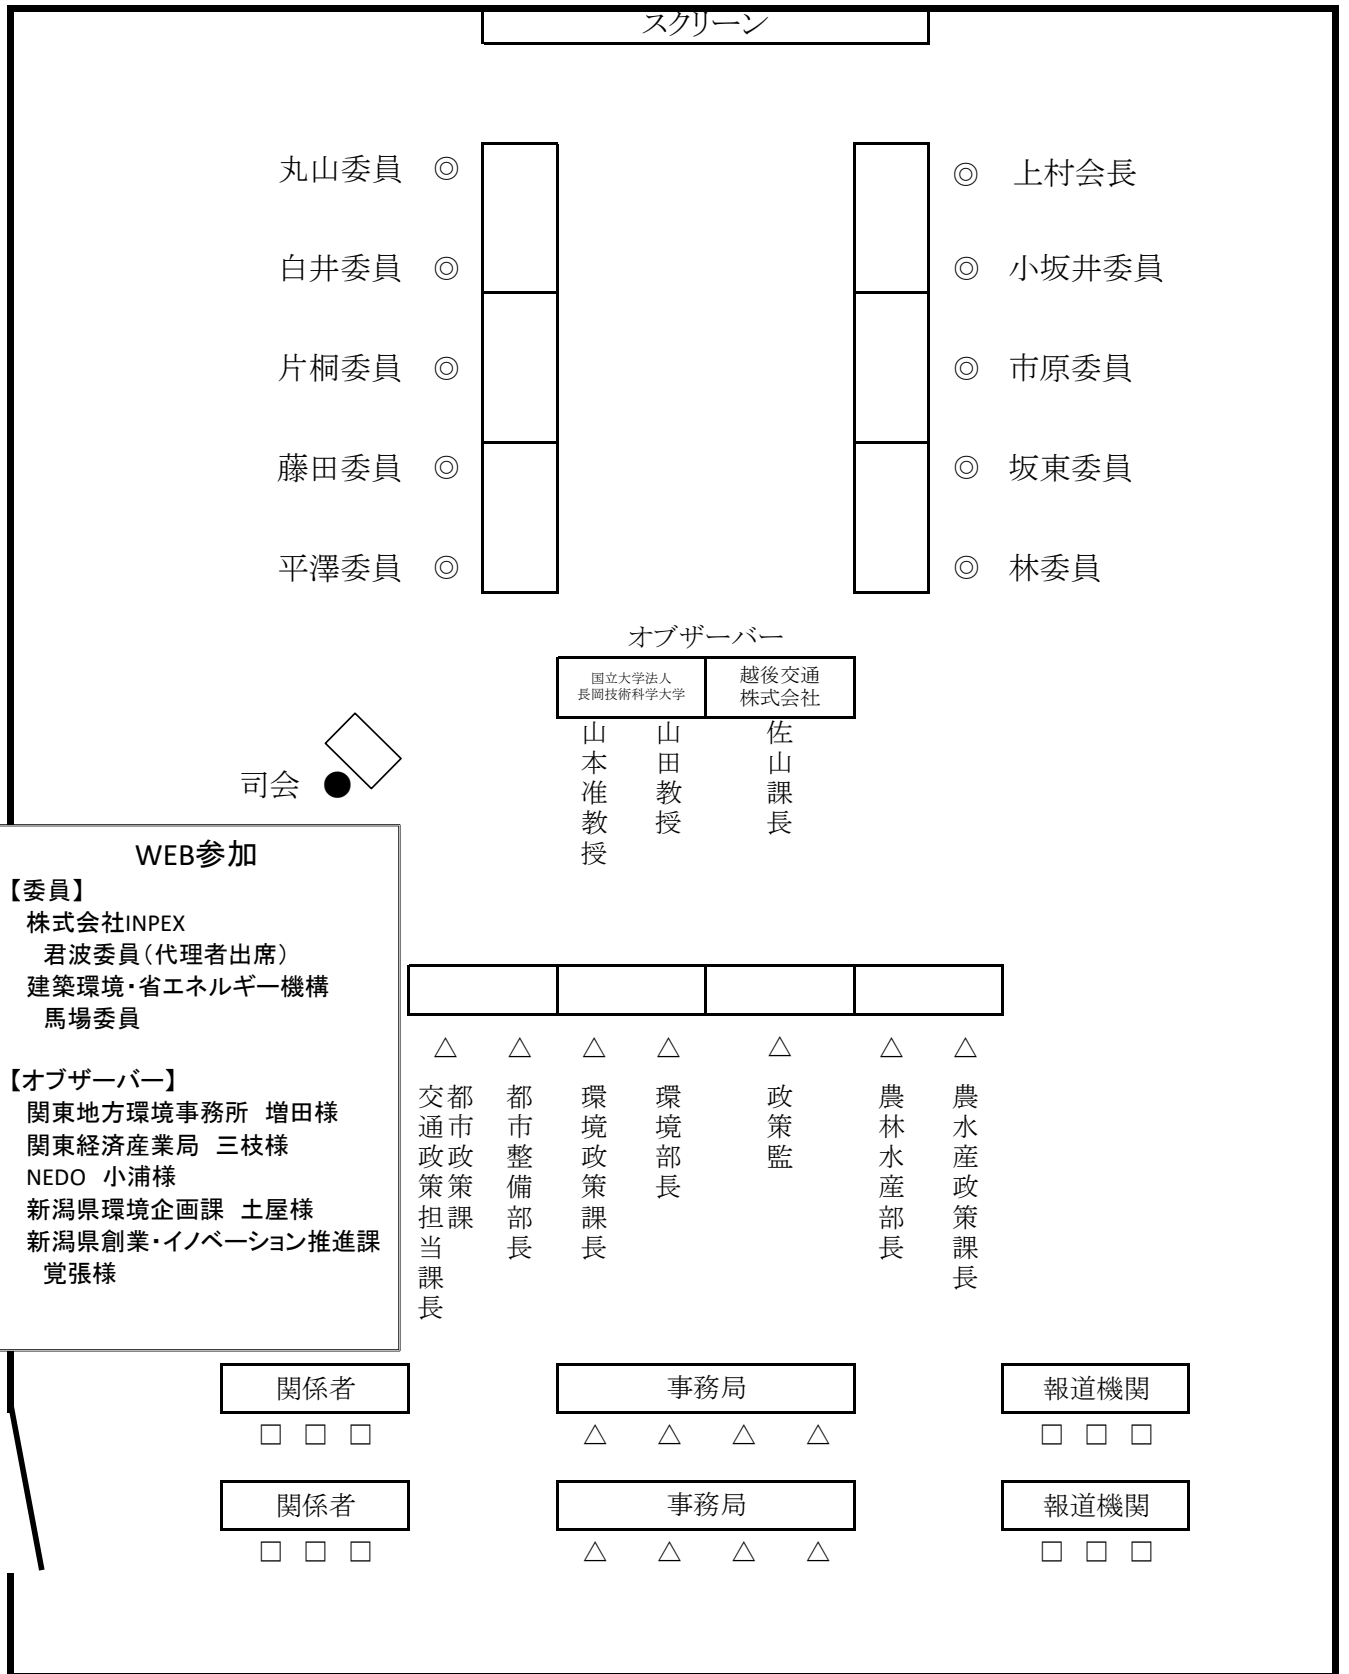 スクリーン
丸山委員 ◎
◎ 上村会長
白井委員 ◎
◎ 小坂井委員
片桐委員 ◎
◎ 市原委員
藤田委員 ◎
◎ 坂東委員
平澤委員 ◎
◎ 林委員
オブザーバー
国立大学法人
長岡技術科学大学
越後交通
株式会社
山本准教授
山田教授
佐山課長
司会 ●
WEB参加
【委員】
株式会社INPEX
君波委員(代理者出席)
建築環境・省エネルギー機構
馬場委員
【オブザーバー】
関東地方環境事務所 増田様
関東経済産業局 三枝様
NEDO 小浦様
新潟県環境企画課 土屋様
新潟県創業・イノベーション推進課
覚張様
△ △ △ △ △ △ △
都市政策課
交通政策担当課長
都市整備部長
環境政策課長
環境部長
政策監
農林水産部長
農水産政策課長
関係者
事務局
報道機関
□ □ □
△ △ △ △
□ □ □
関係者
事務局
報道機関
□ □ □
△ △ △ △
□ □ □